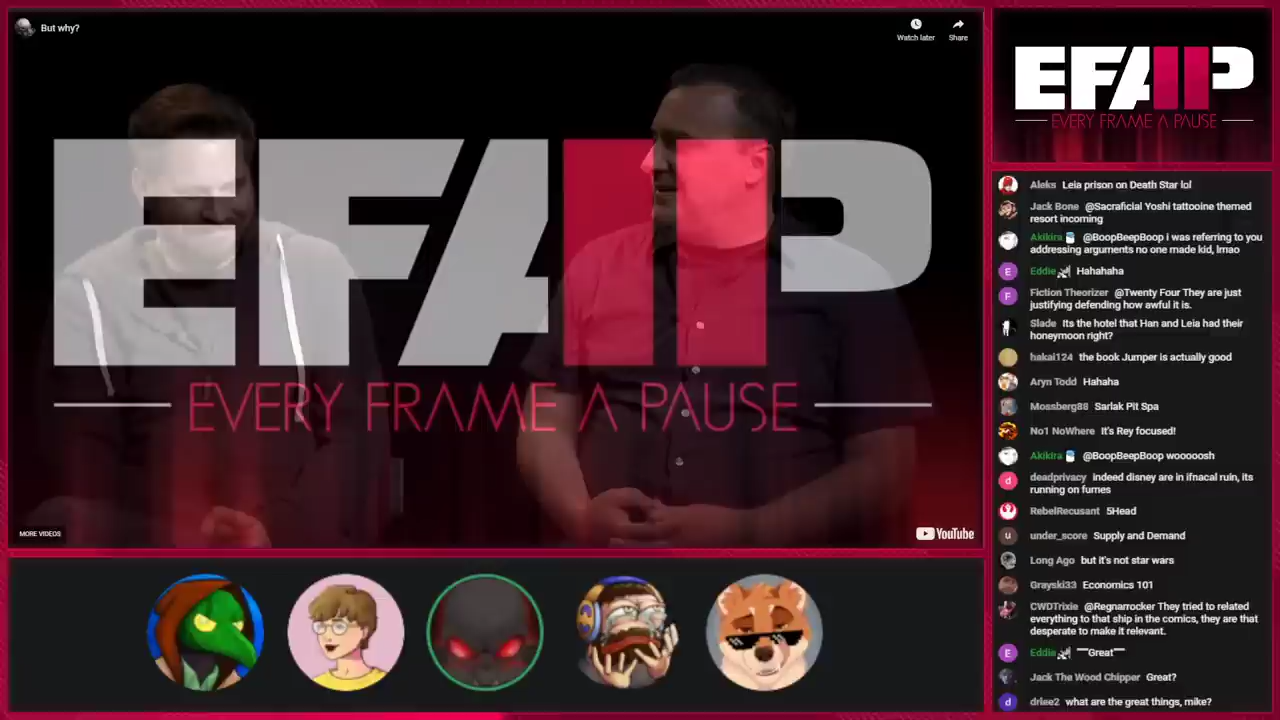 But why?
Watch later
Share
EFAP
EVERY FRAME A PAUSE
MORE VIDEOS
YouTube
EFAP
EVERY FRAME A PAUSE
Aleks Leia prison on Death Star lol
Jack Bone @Sacraficial Yoshi tattooine themed
resort incoming
Akikira @BoopBeepBoop i was referring to you
addressing arguments no one made kid, lmao
Eddie Hahahaha
Fiction Theorizer @Twenty Four They are just
justifying defending how awful it is.
Slade Its the hotel that Han and Leia had their
honeymoon right?
hakai124 the book Jumper is actually good
Aryn Todd Hahaha
Mossberg88 Sarlak Pit Spa
No1 NoWhere It's Rey focused!
Akikira @BoopBeepBoop wooooosh
deadprivacy indeed disney are in ifnacal ruin, its
running on fumes
RebelRecusant 5Head
under_score Supply and Demand
Long Ago but it's not star wars
Grayski33 Economics 101
CWDTrixie @Regnarrocker They tried to related
everything to that ship in the comics, they are that
desperate to make it relevant.
Eddie """Great"""
Jack The Wood Chipper Great?
drlee2 what are the great things, mike?